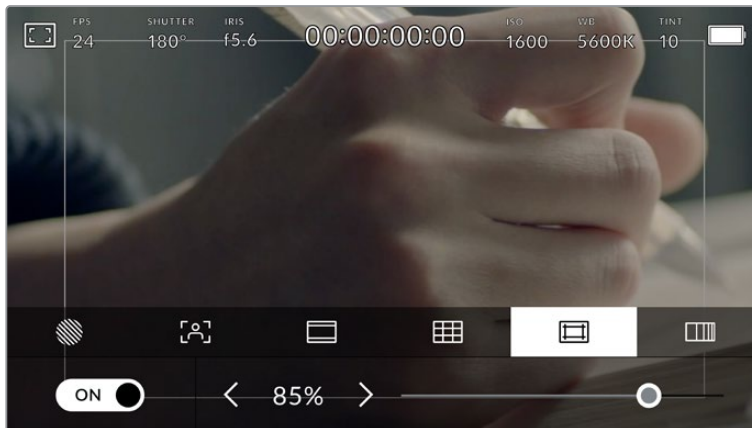 FPS SHUTTER IRIS ISO WB TINT
24 180° f5.6 00:00:00:00 1600 5600K 10
ON 85%